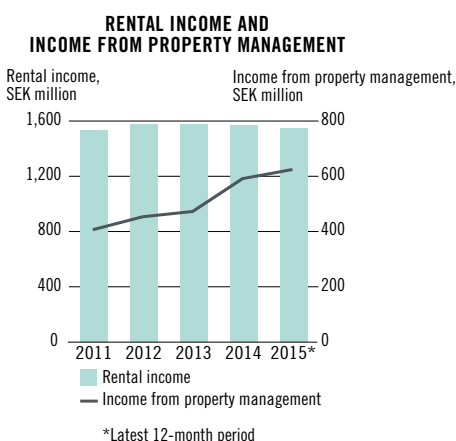 RENTAL INCOME AND
INCOME FROM PROPERTY MANAGEMENT
Rental income,
SEK million
Income from property management,
SEK million
1,600
800
1,200
600
800
400
400
200
0
0
2011 2012 2013 2014 2015*
Rental income
Income from property management
*Latest 12-month period